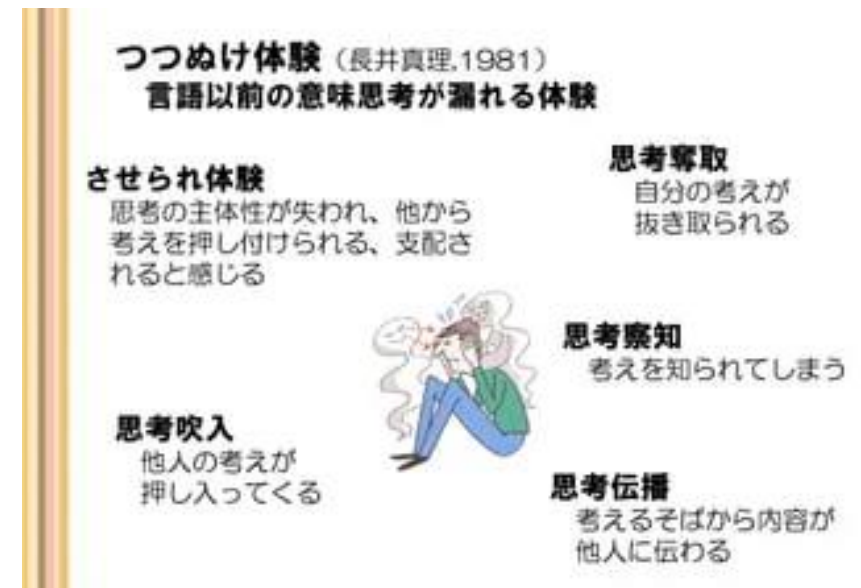 つつぬけ体験（長井真理.1981）
言語以前の意味思考が漏れる体験
させられ体験
思考の主体性が失われ、他から
考えを押し付けられる、支配さ
れると感じる
思考奪取
自分の考えが
抜き取られる
思考察知
考えを知られてしまう
思考吹入
他人の考えが
押し入ってくる
思考伝播
考えるそばから内容が
他人に伝わる